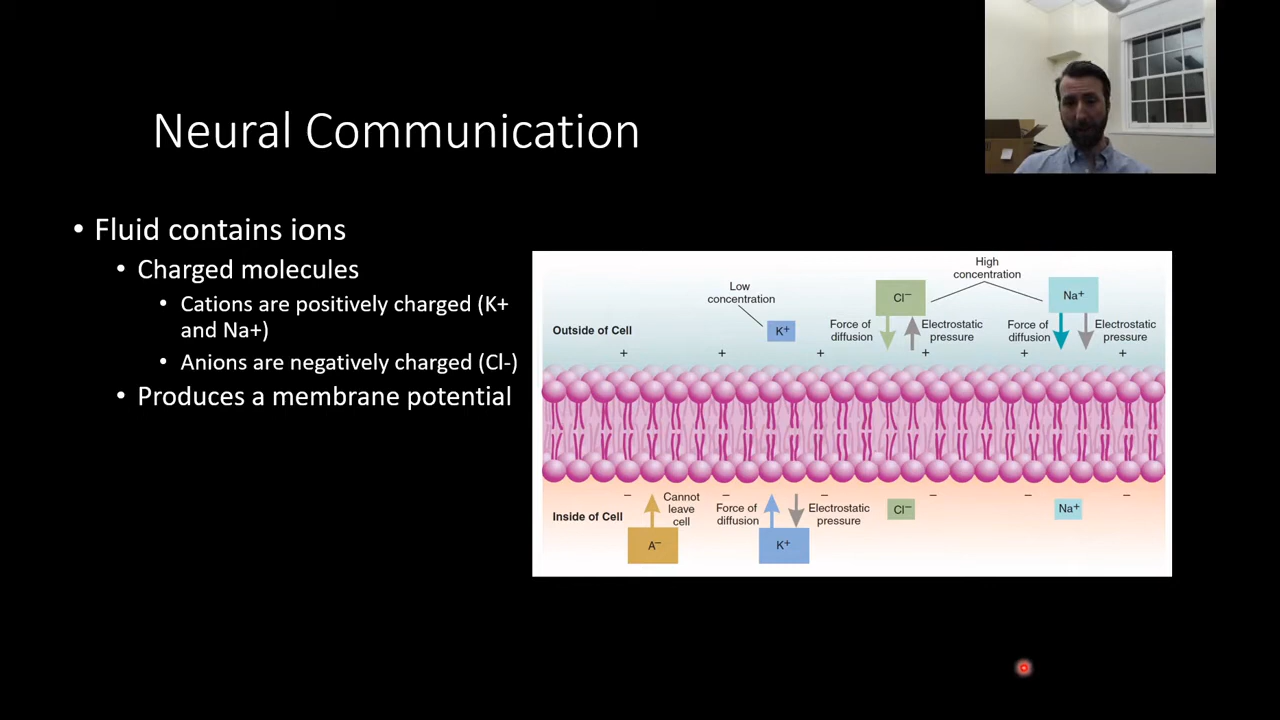 Neural Communication
• Fluid contains ions
• Charged molecules
• Cations are positively charged (K+
and Na+)
• Anions are negatively charged (Cl-)
• Produces a membrane potential
High
concentration
Low
concentration
Cl−
Na+
K+
Outside of Cell
Force of
diffusion
Electrostatic
pressure
Force of
diffusion
Electrostatic
pressure
+ + + + + +
− − − − − −
Inside of Cell
Cannot
leave
cell
Force of
diffusion
Electrostatic
pressure
Cl−
Na+
A−
K+